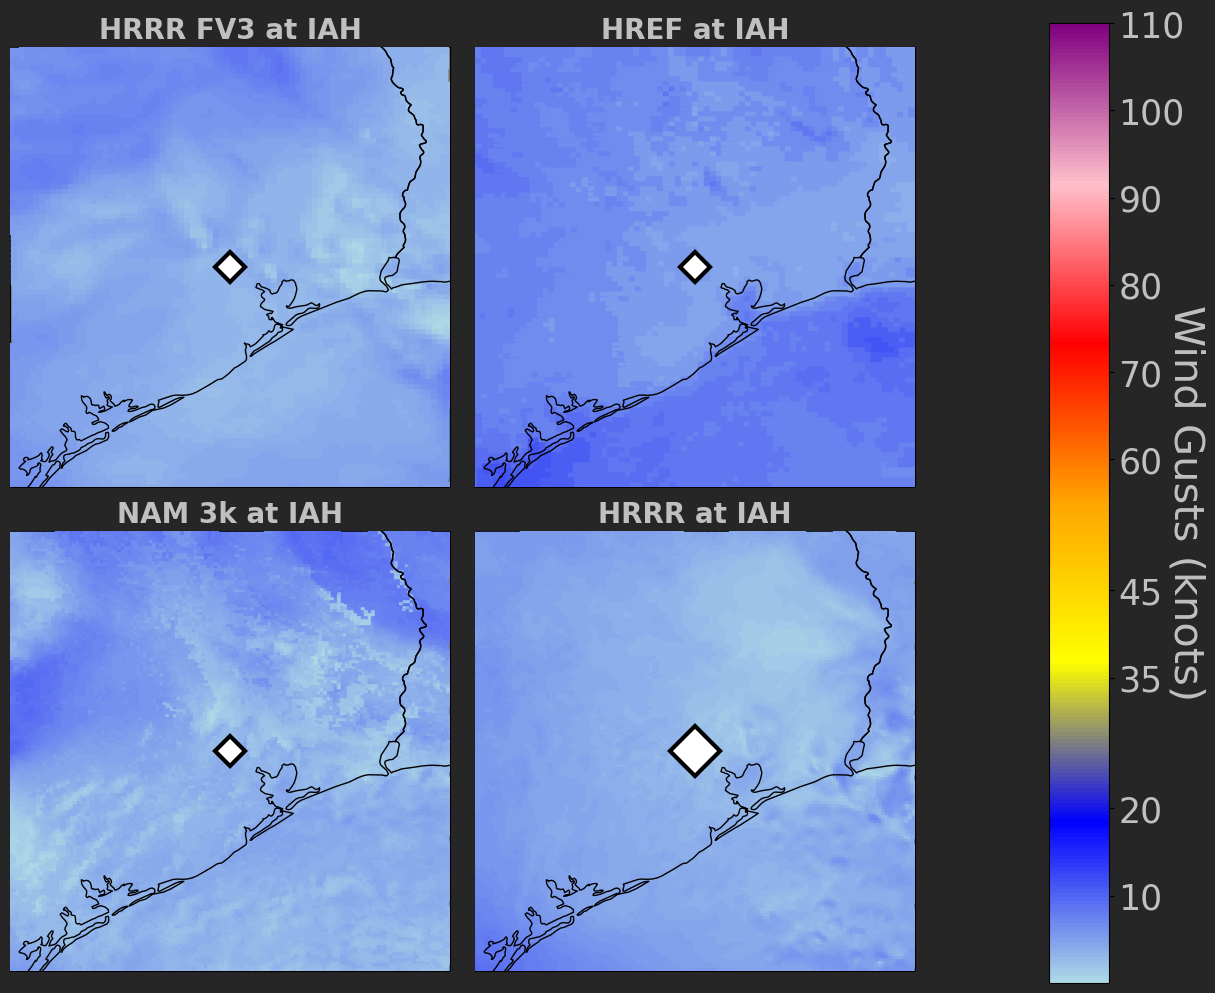 HRRR FV3 at IAH
HREF at IAH
NAM 3k at IAH
HRRR at IAH
110
100
90
80
70
60
45
35
20
10
Wind Gusts (knots)